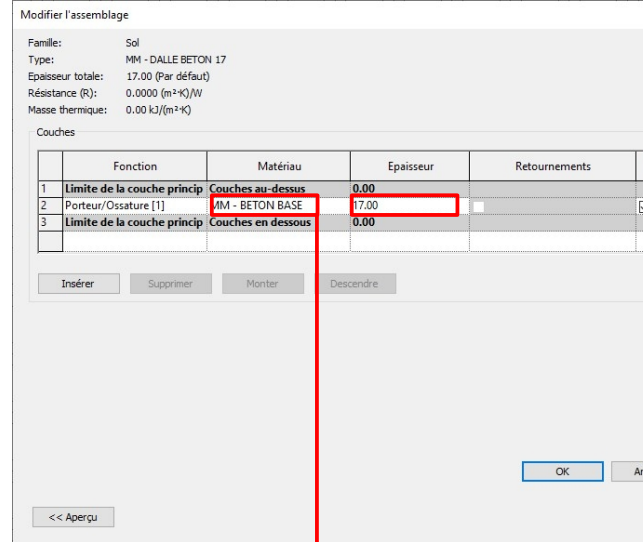 Modifier l'assemblage
Famille: Sol
Type: MM - DALLE BETON 17
Epaisseur totale: 17.00 (Par défaut)
Résistance (R): 0.0000 (m²·K)/W
Masse thermique: 0.00 kJ/(m²·K)
Couches
Fonction Matériau Epaisseur Retournements
1 Limite de la couche princip Couches au-dessus 0.00
2 Porteur/Ossature [1] MM - BETON BASE 17.00
3 Limite de la couche princip Couches en dessous 0.00
Insérer Supprimer Monter Descendre
OK
<< Aperçu